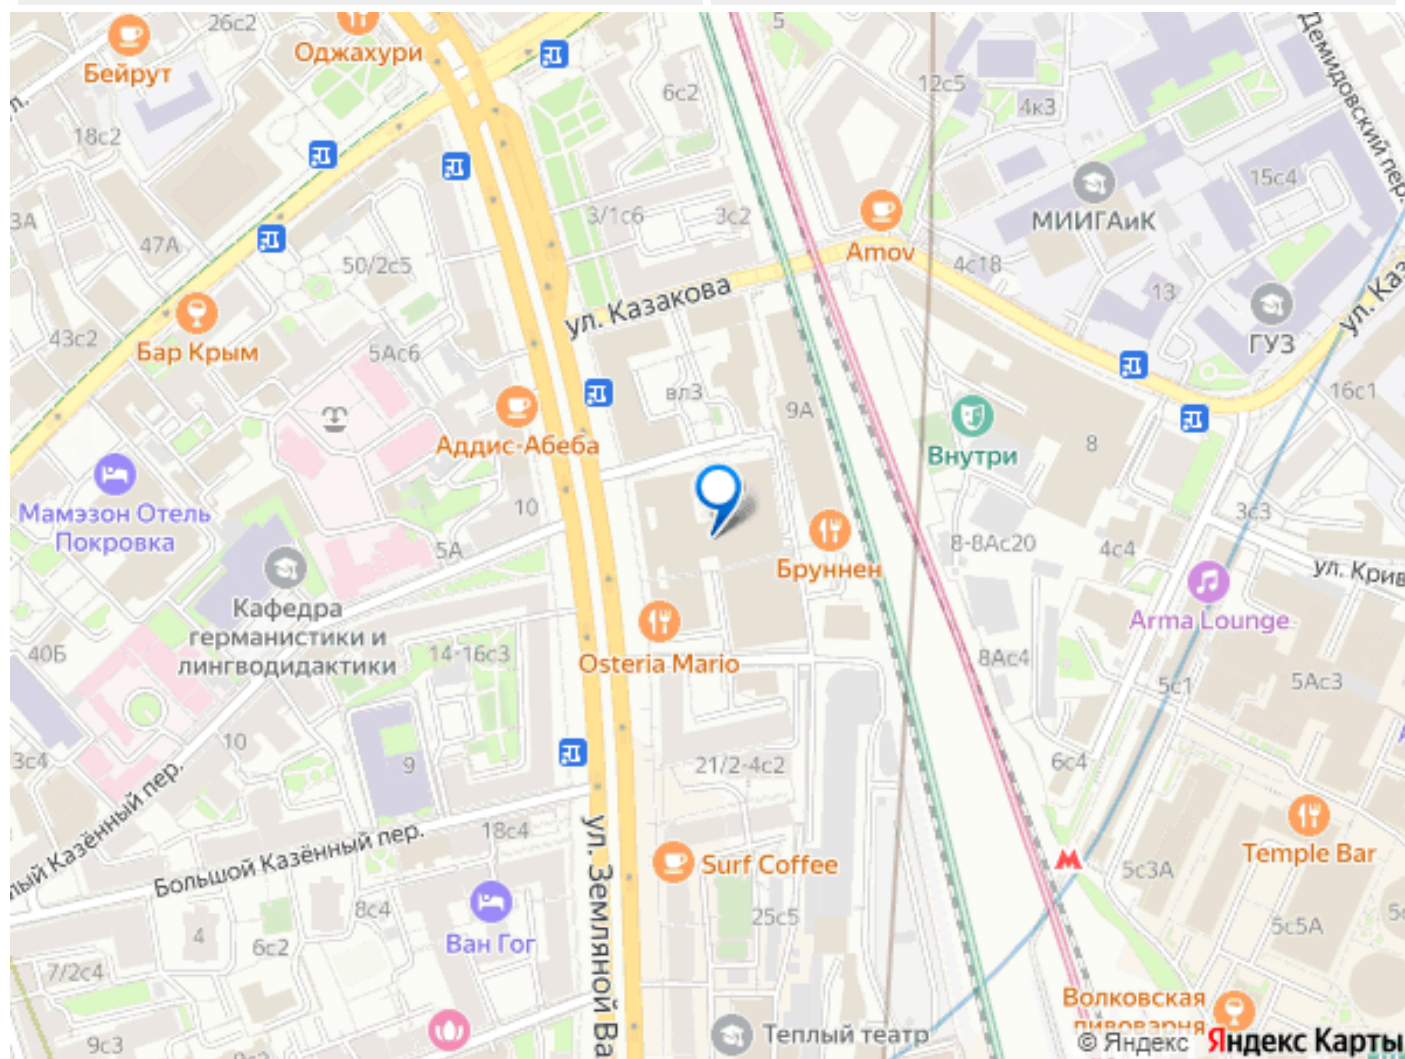 26с2
Оджахури
Бейрут
ул.
18с2
3А
47А
50/2с5
43с2
Бар Крым
5Ас6
Аддис-Абеба
Мамэзон Отель
Покровка
10
5А
Кафедра
германистики и
лингводидактики
40Б
14-16с3
3с4
10
9
Большой Казённый пер.
18с4
8с4
4
6с2
Ван Гог
7/2с4
9с3
ул. Земляной Ва
5
6с2
3/1с6
3с2
ул. Казакова
вл3
9А
Бруннен
Osteria Mario
21/2-4с2
Surf Coffee
25с5
Теплый театр
12с5
4к3
Демидовский пер.
15с4
МИИГАиК
Amov
4с18
13
ГУЗ
ул. Каз
16с1
8
Внутри
3с3
8-8Ас20
4с4
ул. Крив
Arma Lounge
8Ас4
5с1
5Ас3
6с4
Temple Bar
5с3А
5с5А
Волковская
пивоварня
© Яндекс Яндекс Карты